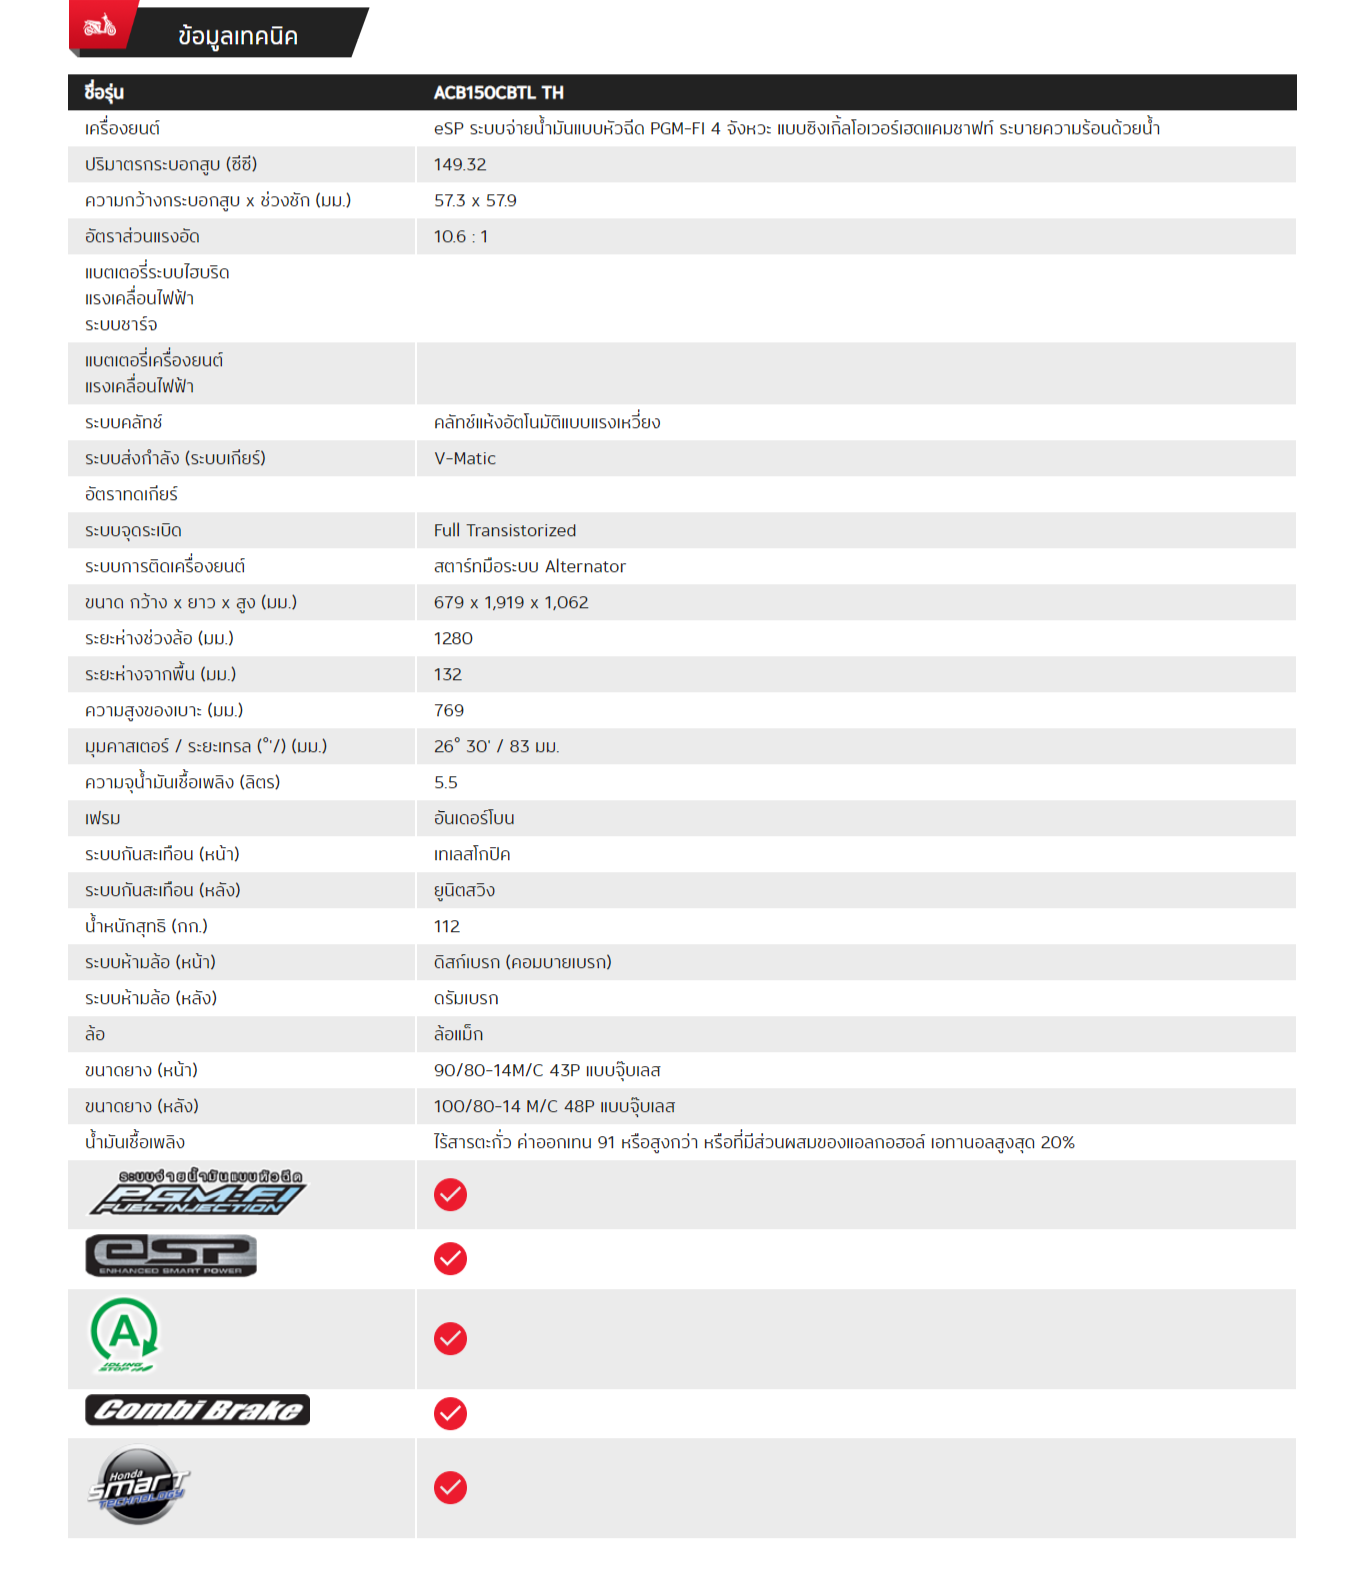 ข้อมูลเทคนิค
ชื่อรุ่น ACB150CBTL TH
เครื่องยนต์ eSP ระบบจ่ายน้ำมันแบบหัวฉีด PGM-FI 4 จังหวะ แบบซิงเกิ้ลโอเวอร์เฮดแคมชาฟท์ ระบายความร้อนด้วยน้ำ
ปริมาตรกระบอกสูบ (ซีซี) 149.32
ความกว้างกระบอกสูบ x ช่วงชัก (มม.) 57.3 x 57.9
อัตราส่วนแรงอัด 10.6 : 1
แบตเตอรี่ระบบไฮบริด
แรงเคลื่อนไฟฟ้า
ระบบชาร์จ
แบตเตอรี่เครื่องยนต์
แรงเคลื่อนไฟฟ้า
ระบบคลัทช์ คลัทช์แห้งอัตโนมัติแบบแรงเหวี่ยง
ระบบส่งกำลัง (ระบบเกียร์) V-Matic
อัตราทดเกียร์
ระบบจุดระเบิด Full Transistorized
ระบบการติดเครื่องยนต์ สตาร์ทมือระบบ Alternator
ขนาด กว้าง x ยาว x สูง (มม.) 679 x 1,919 x 1,062
ระยะห่างช่วงล้อ (มม.) 1280
ระยะห่างจากพื้น (มม.) 132
ความสูงของเบาะ (มม.) 769
มุมคาสเตอร์ / ระยะเทรล (°'/) (มม.) 26° 30' / 83 มม.
ความจุน้ำมันเชื้อเพลิง (ลิตร) 5.5
เฟรม อันเดอร์โบน
ระบบกันสะเทือน (หน้า) เทเลสโกปิค
ระบบกันสะเทือน (หลัง) ยูนิตสวิง
น้ำหนักสุทธิ (กก.) 112
ระบบห้ามล้อ (หน้า) ดิสก์เบรก (คอมบายเบรก)
ระบบห้ามล้อ (หลัง) ดรัมเบรก
ล้อ ล้อแม็ก
ขนาดยาง (หน้า) 90/80-14M/C 43P แบบจุ๊บเลส
ขนาดยาง (หลัง) 100/80-14 M/C 48P แบบจุ๊บเลส
น้ำมันเชื้อเพลิง ไร้สารตะกั่ว ค่าออกเทน 91 หรือสูงกว่า หรือที่มีส่วนผสมของแอลกอฮอล์ เอทานอลสูงสุด 20%
ระบบจ่ายน้ำมันแบบหัวฉีด
PGM-FI
FUEL INJECTION
eSP
ENHANCED SMART POWER
A
IDLING
STOP
Combi Brake
Honda
smart
TECHNOLOGY